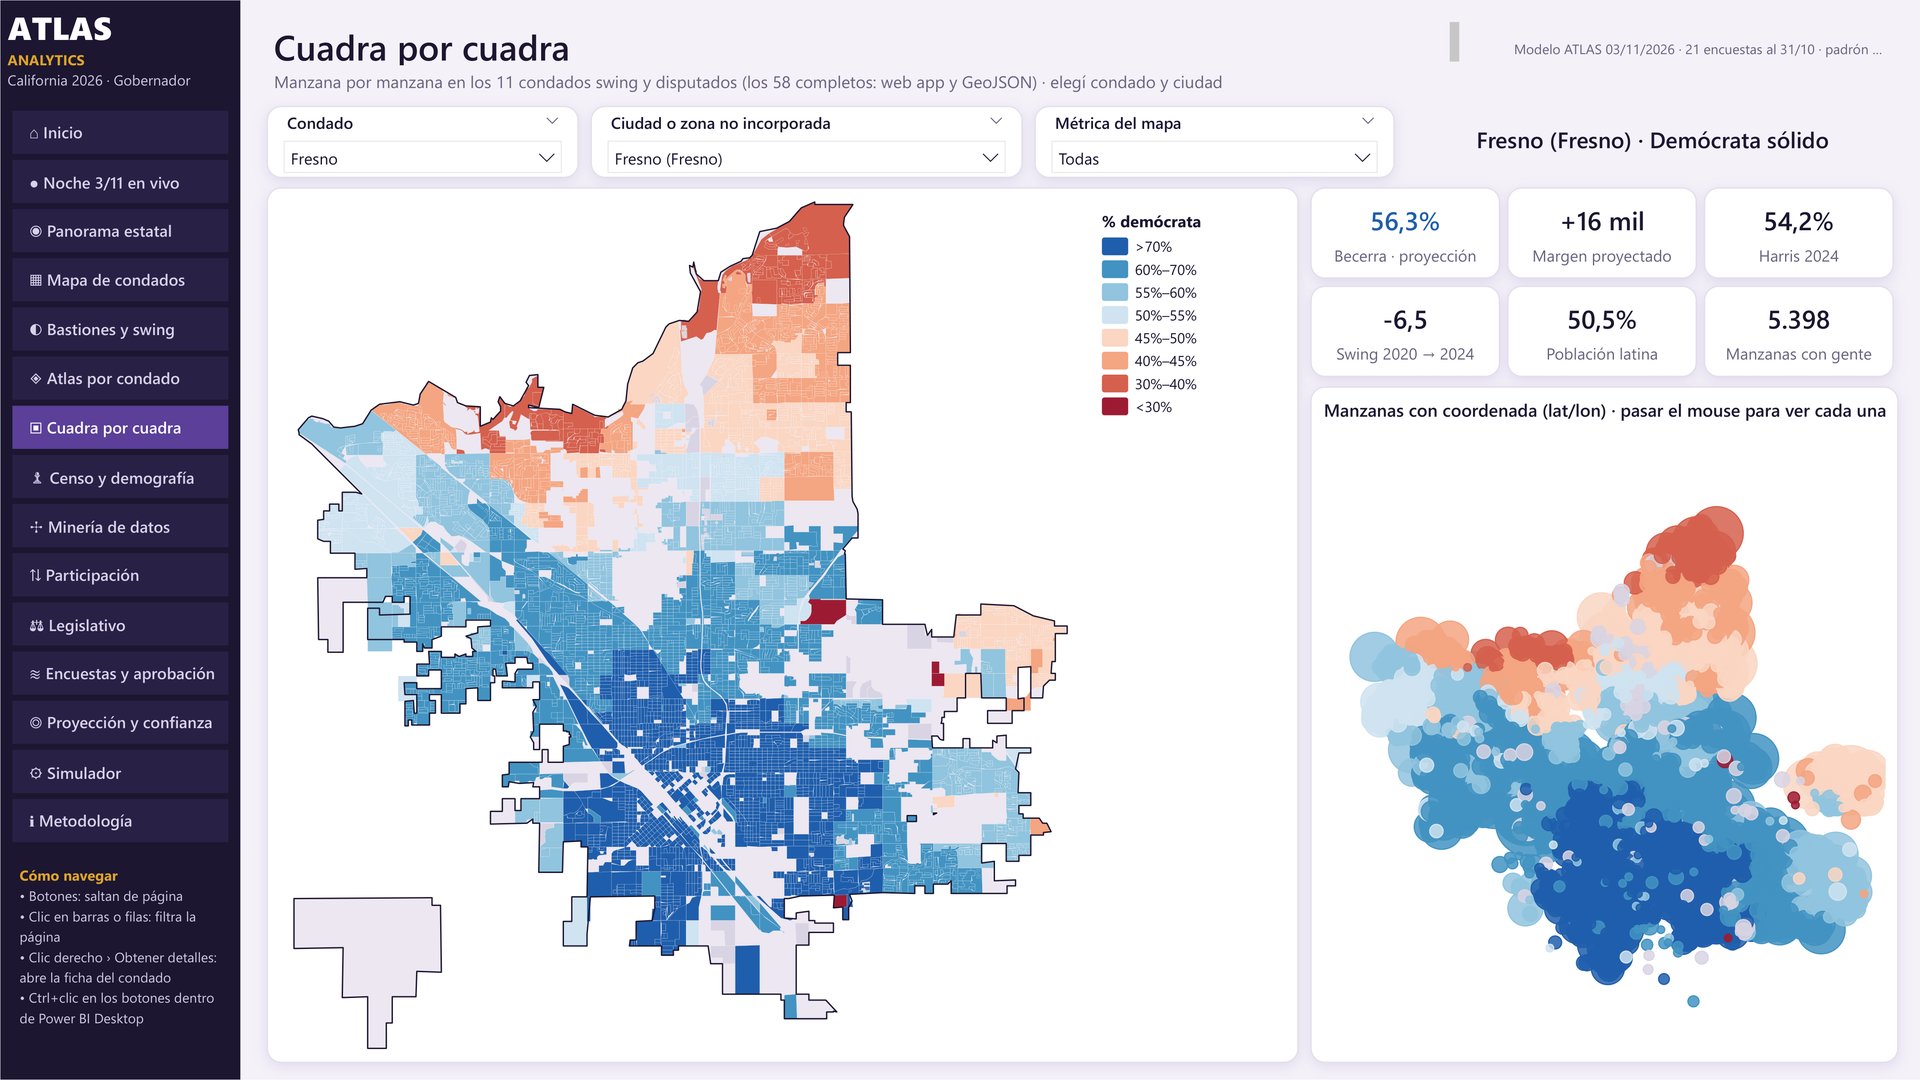 ATLAS
ANALYTICS
California 2026 · Gobernador
⌂ Inicio
● Noche 3/11 en vivo
◉ Panorama estatal
▦ Mapa de condados
◐ Bastiones y swing
◈ Atlas por condado
▣ Cuadra por cuadra
Censo y demografía
Minería de datos
Participación
Legislativo
≋ Encuestas y aprobación
◎ Proyección y confianza
Simulador
ℹ Metodología
Cómo navegar
• Botones: saltan de página
• Clic en barras o filas: filtra la
página
• Clic derecho › Obtener detalles:
abre la ficha del condado
• Ctrl+clic en los botones dentro
de Power BI Desktop
Cuadra por cuadra
Manzana por manzana en los 11 condados swing y disputados (los 58 completos: web app y GeoJSON) · elegí condado y ciudad
Modelo ATLAS 03/11/2026 · 21 encuestas al 31/10 · padrón ...
Condado
Fresno
Ciudad o zona no incorporada
Fresno (Fresno)
Métrica del mapa
Todas
Fresno (Fresno) · Demócrata sólido
% demócrata
>70%
60%–70%
55%–60%
50%–55%
45%–50%
40%–45%
30%–40%
<30%
56,3%
Becerra · proyección
+16 mil
Margen proyectado
54,2%
Harris 2024
-6,5
Swing 2020 → 2024
50,5%
Población latina
5.398
Manzanas con gente
Manzanas con coordenada (lat/lon) · pasar el mouse para ver cada una